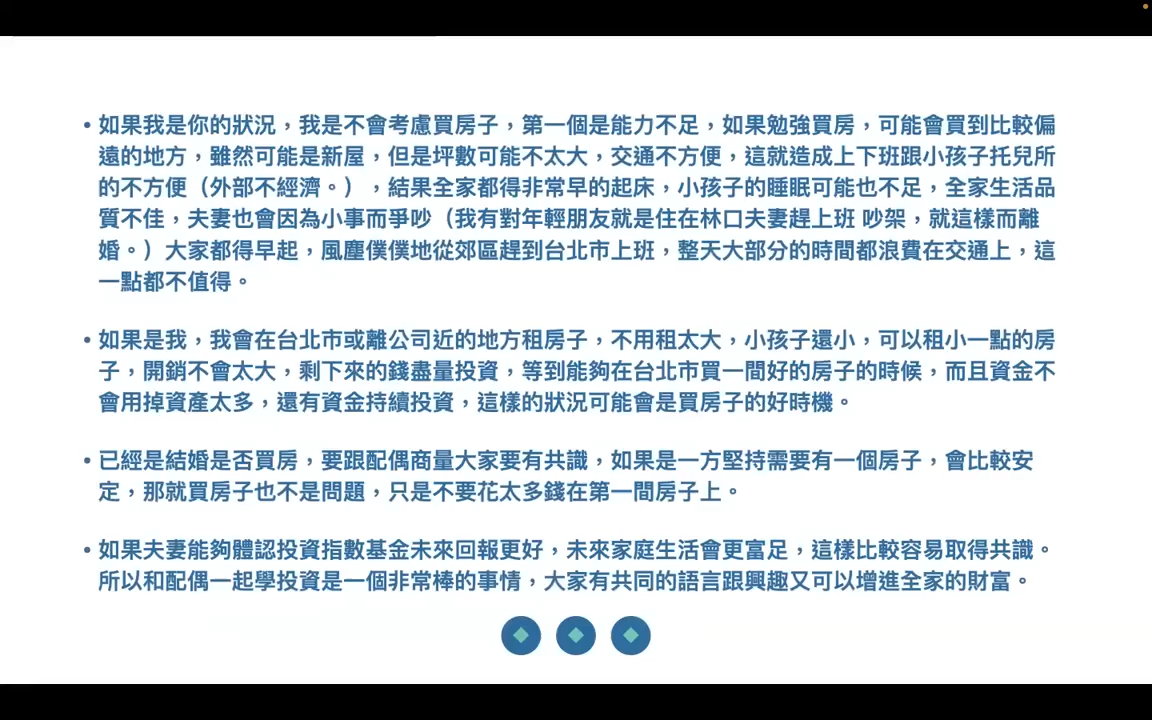 • 如果我是你的狀況，我是不會考慮買房子，第一個是能力不足，如果勉強買房，可能會買到比較偏
遠的地方，雖然可能是新屋，但是坪數可能不太大，交通不方便，這就造成上下班跟小孩子托兒所
的不方便（外部不經濟。），結果全家都得非常早的起床，小孩子的睡眠可能也不足，全家生活品
質不佳，夫妻也會因為小事而爭吵（我有對年輕朋友就是住在林口夫妻趕上班 吵架，就這樣而離
婚。）大家都得早起，風塵僕僕地從郊區趕到台北市上班，整天大部分的時間都浪費在交通上，這
一點都不值得。
• 如果是我，我會在台北市或離公司近的地方租房子，不用租太大，小孩子還小，可以租小一點的房
子，開銷不會太大，剩下來的錢盡量投資，等到能夠在台北市買一間好的房子的時候，而且資金不
會用掉資產太多，還有資金持續投資，這樣的狀況可能會是買房子的好時機。
• 已經是結婚是否買房，要跟配偶商量大家要有共識，如果是一方堅持需要有一個房子，會比較安
定，那就買房子也不是問題，只是不要花太多錢在第一間房子上。
• 如果夫妻能夠體認投資指數基金未來回報更好，未來家庭生活會更富足，這樣比較容易取得共識。
所以和配偶一起學投資是一個非常棒的事情，大家有共同的語言跟興趣又可以增進全家的財富。